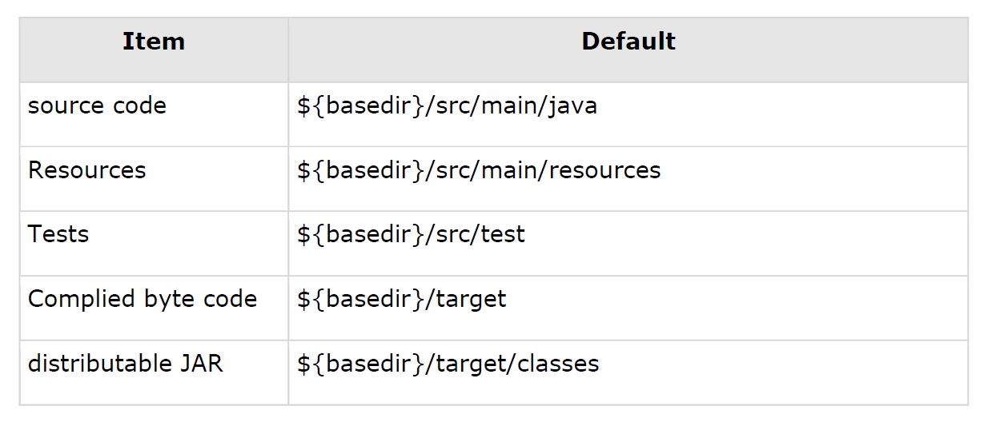 Item Default
source code ${basedir}/src/main/java
Resources ${basedir}/src/main/resources
Tests ${basedir}/src/test
Complied byte code ${basedir}/target
distributable JAR ${basedir}/target/classes